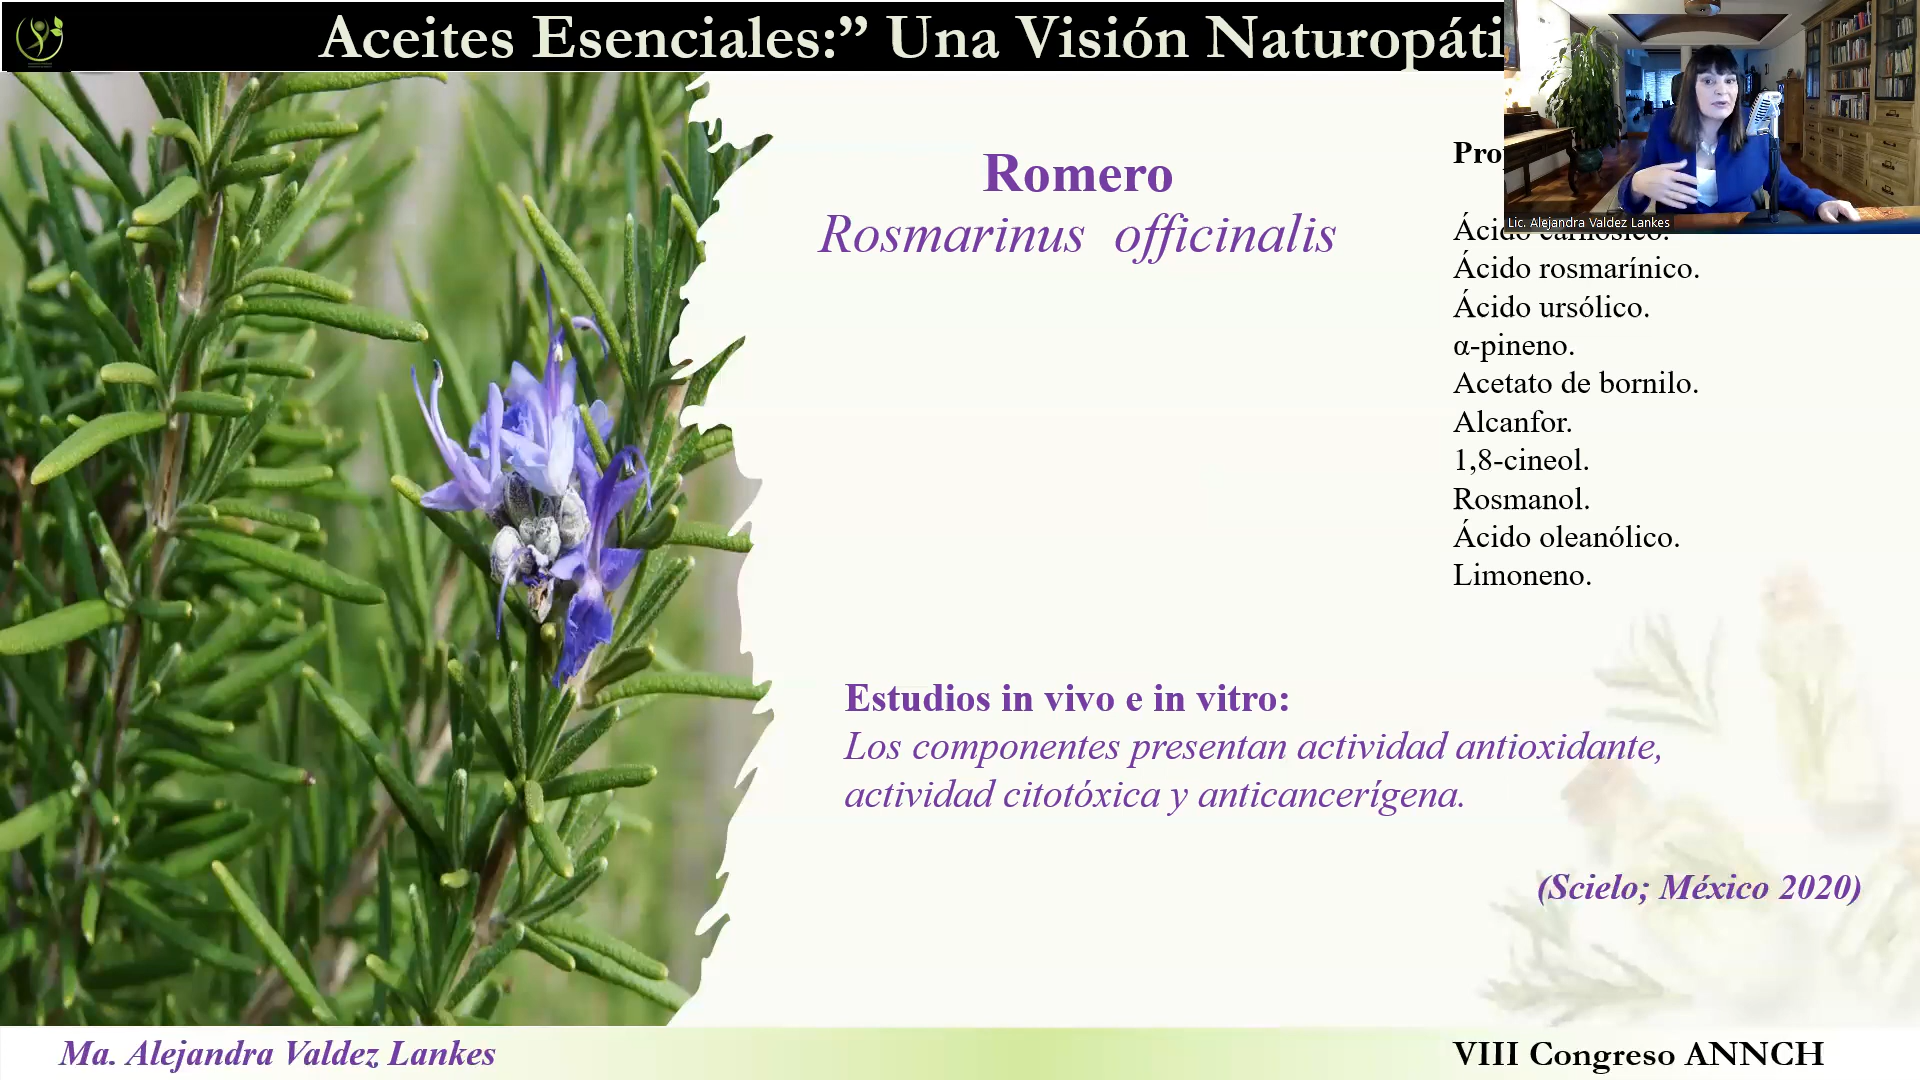 Aceites Esenciales:” Una Visión
Romero
Rosmarinus officinalis
Lic. Alejandra Valdez Lankes
Ácido carnósico.
Ácido rosmarínico.
Ácido ursólico.
α-pineno.
Acetato de bornilo.
Alcanfor.
1,8-cineol.
Rosmanol.
Ácido oleanólico.
Limoneno.
Estudios in vivo e in vitro:
Los componentes presentan actividad antioxidante,
actividad citotóxica y anticancerígena.
(Scielo; México 2020)
Ma. Alejandra Valdez Lankes
VIII Congreso ANNCH